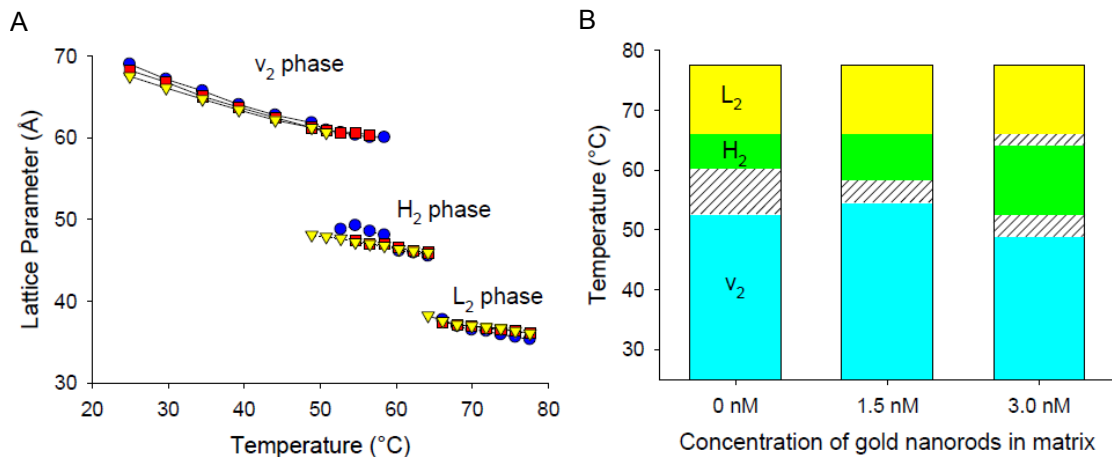 A
70
60
50
40
30
Lattice Parameter (Å)
v₂ phase
H₂ phase
L₂ phase
20 30 40 50 60 70 80
Temperature (°C)
B
80
70
60
50
40
30
Temperature (°C)
L₂
H₂
v₂
0 nM 1.5 nM 3.0 nM
Concentration of gold nanorods in matrix